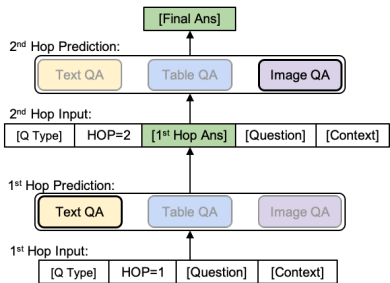 [Final Ans]
2nd Hop Prediction:
Text QA Table QA Image QA
2nd Hop Input:
[Q Type] HOP=2 [1st Hop Ans] [Question] [Context]
1st Hop Prediction:
Text QA Table QA Image QA
1st Hop Input:
[Q Type] HOP=1 [Question] [Context]